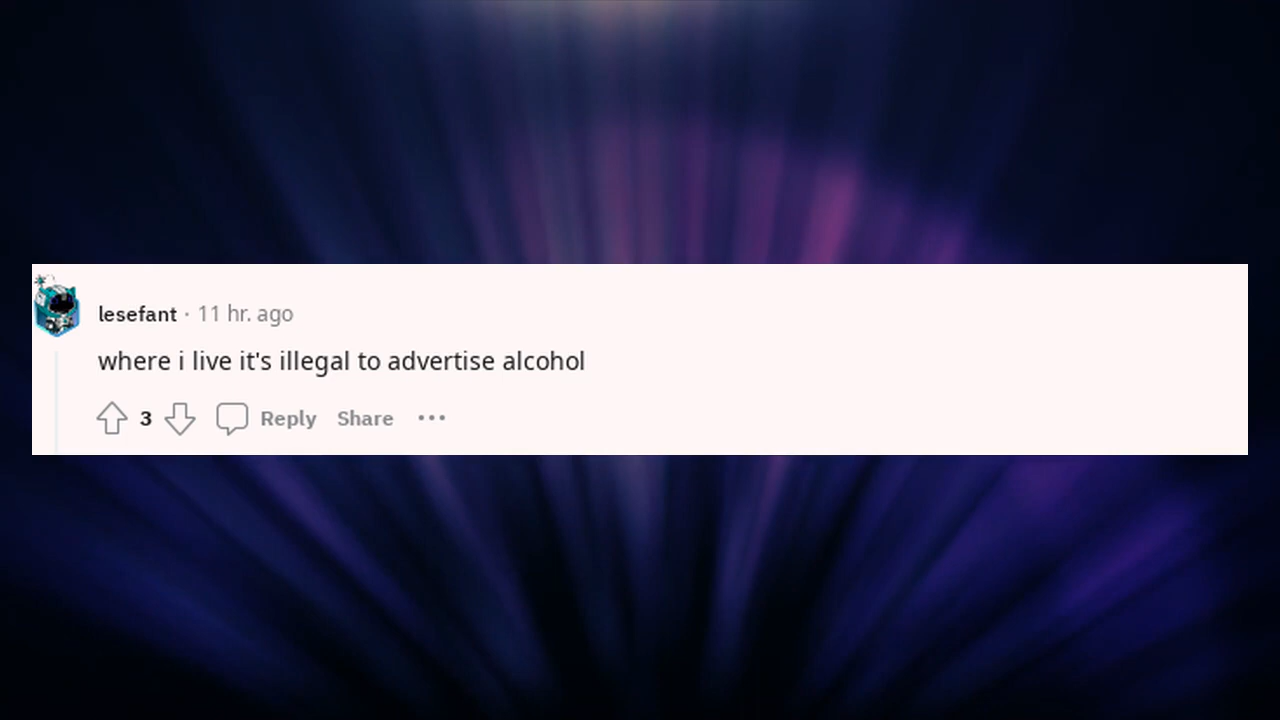 lesefant · 11 hr. ago
where i live it's illegal to advertise alcohol
3 Reply Share ···